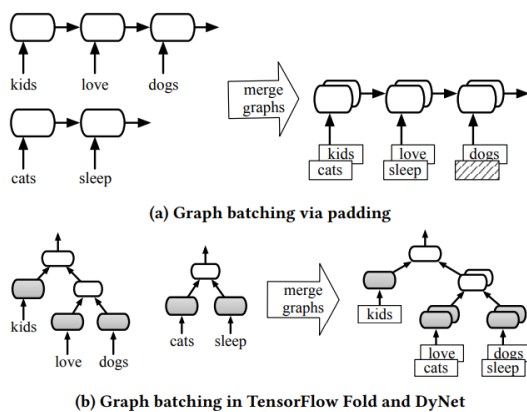 kids love dogs
cats sleep
merge
graphs
kids love dogs
cats sleep
(a) Graph batching via padding
kids
love dogs
cats sleep
merge
graphs
kids
love dogs
cats sleep
(b) Graph batching in TensorFlow Fold and DyNet